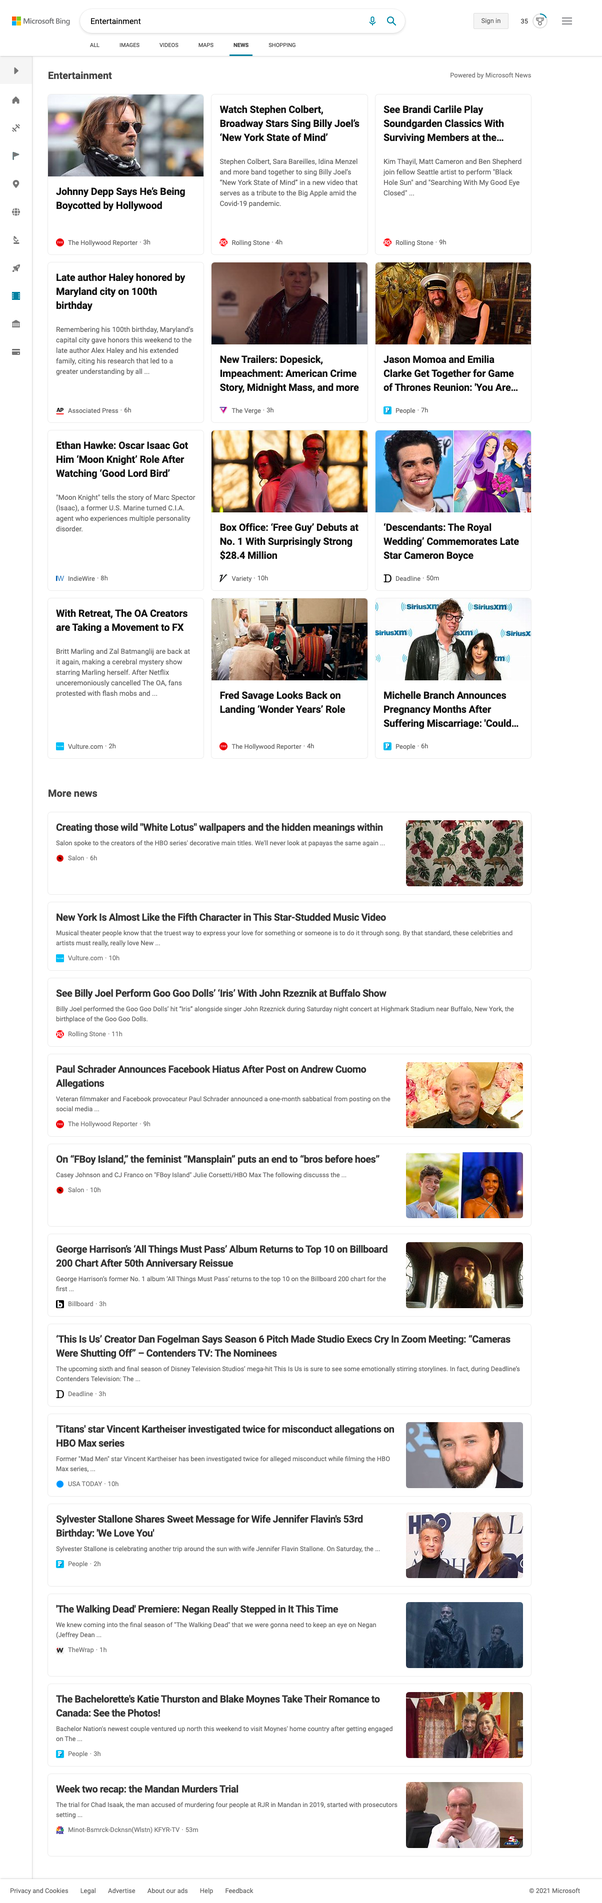 Microsoft Bing
Entertainment
Sign in
35
ALL IMAGES VIDEOS MAPS NEWS SHOPPING
Entertainment
Powered by Microsoft News
Johnny Depp Says He's Being
Boycotted by Hollywood
The Hollywood Reporter · 3h
Watch Stephen Colbert,
Broadway Stars Sing Billy Joel's
'New York State of Mind'
Stephen Colbert, Sara Bareilles, Idina Menzel
and more band together to sing Billy Joel's
"New York State of Mind" in a new video that
serves as a tribute to the Big Apple amid the
Covid-19 pandemic.
Rolling Stone · 4h
See Brandi Carlile Play
Soundgarden Classics With
Surviving Members at the...
Kim Thayil, Matt Cameron and Ben Shepherd
join fellow Seattle artist to perform "Black
Hole Sun" and "Searching With My Good Eye
Closed" ...
Rolling Stone · 9h
Late author Haley honored by
Maryland city on 100th
birthday
Remembering his 100th birthday, Maryland's
capital city gave honors this weekend to the
late author Alex Haley and his extended
family, citing his research that led to a
greater understanding by all ...
AP Associated Press · 6h
New Trailers: Dopesick,
Impeachment: American Crime
Story, Midnight Mass, and more
The Verge · 3h
Jason Momoa and Emilia
Clarke Get Together for Game
of Thrones Reunion: 'You Are...
People · 7h
Ethan Hawke: Oscar Isaac Got
Him 'Moon Knight' Role After
Watching 'Good Lord Bird'
"Moon Knight" tells the story of Marc Spector
(Isaac), a former U.S. Marine turned C.I.A.
agent who experiences multiple personality
disorder.
IW IndieWire · 8h
Box Office: 'Free Guy' Debuts at
No. 1 With Surprisingly Strong
$28.4 Million
Variety · 10h
'Descendants: The Royal
Wedding' Commemorates Late
Star Cameron Boyce
Deadline · 50m
With Retreat, The OA Creators
are Taking a Movement to FX
Britt Marling and Zal Batmanglij are back at
it again, making a cerebral mystery show
starring Marling herself. After Netflix
unceremoniously cancelled The OA, fans
protested with flash mobs and ...
Vulture.com · 2h
Fred Savage Looks Back on
Landing 'Wonder Years' Role
The Hollywood Reporter · 4h
SiriusXM
SiriusXM
SiriusXM
SiriusX
Michelle Branch Announces
Pregnancy Months After
Suffering Miscarriage: 'Could...
People · 6h
More news
Creating those wild "White Lotus" wallpapers and the hidden meanings within
Salon spoke to the creators of the HBO series' decorative main titles. We'll never look at papayas the same again ...
Salon · 6h
New York Is Almost Like the Fifth Character in This Star-Studded Music Video
Musical theater people know that the truest way to express your love for something or someone is to do it through song. By that standard, these celebrities and
artists must really, really love New ...
Vulture.com · 10h
See Billy Joel Perform Goo Goo Dolls' 'Iris' With John Rzeznik at Buffalo Show
Billy Joel performed the Goo Goo Dolls' hit "Iris" alongside singer John Rzeznik during Saturday night concert at Highmark Stadium near Buffalo, New York, the
birthplace of the Goo Goo Dolls.
Rolling Stone · 11h
Paul Schrader Announces Facebook Hiatus After Post on Andrew Cuomo
Allegations
Veteran filmmaker and Facebook provocateur Paul Schrader announced a one-month sabbatical from posting on the
social media ...
The Hollywood Reporter · 9h
On "FBoy Island," the feminist "Mansplain" puts an end to "bros before hoes"
Casey Johnson and CJ Franco on "FBoy Island" Julie Corsetti/HBO Max The following discusss the ...
Salon · 10h
George Harrison's 'All Things Must Pass' Album Returns to Top 10 on Billboard
200 Chart After 50th Anniversary Reissue
George Harrison's former No. 1 album 'All Things Must Pass' returns to the top 10 on the Billboard 200 chart for the
first ...
Billboard · 3h
'This Is Us' Creator Dan Fogelman Says Season 6 Pitch Made Studio Execs Cry In Zoom Meeting: "Cameras
Were Shutting Off" – Contenders TV: The Nominees
The upcoming sixth and final season of Disney Television Studios' mega-hit This Is Us is sure to see some emotionally stirring storylines. In fact, during Deadline's
Contenders Television: The ...
Deadline · 3h
'Titans' star Vincent Kartheiser investigated twice for misconduct allegations on
HBO Max series
Former "Mad Men" star Vincent Kartheiser has been investigated twice for alleged misconduct while filming the HBO
Max series, ...
USA TODAY · 10h
Sylvester Stallone Shares Sweet Message for Wife Jennifer Flavin's 53rd
Birthday: 'We Love You'
Sylvester Stallone is celebrating another trip around the sun with wife Jennifer Flavin Stallone. On Saturday, the ...
People · 2h
HBO
'The Walking Dead' Premiere: Negan Really Stepped in It This Time
We knew coming into the final season of "The Walking Dead" that we were gonna need to keep an eye on Negan
(Jeffrey Dean ...
TheWrap · 1h
The Bachelorette's Katie Thurston and Blake Moynes Take Their Romance to
Canada: See the Photos!
Bachelor Nation's newest couple ventured up north this weekend to visit Moynes' home country after getting engaged
on The ...
People · 3h
Week two recap: the Mandan Murders Trial
The trial for Chad Isaak, the man accused of murdering four people at RJR in Mandan in 2019, started with prosecutors
setting ...
Minot-Bsmrck-Dcknsn(Wlstn) KFYR-TV · 53m
Privacy and Cookies Legal Advertise About our ads Help Feedback © 2021 Microsoft